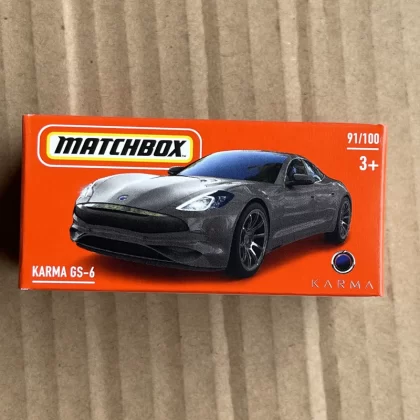 MATCHBOX
91/100
3+
KARMA GS-6
KARMA